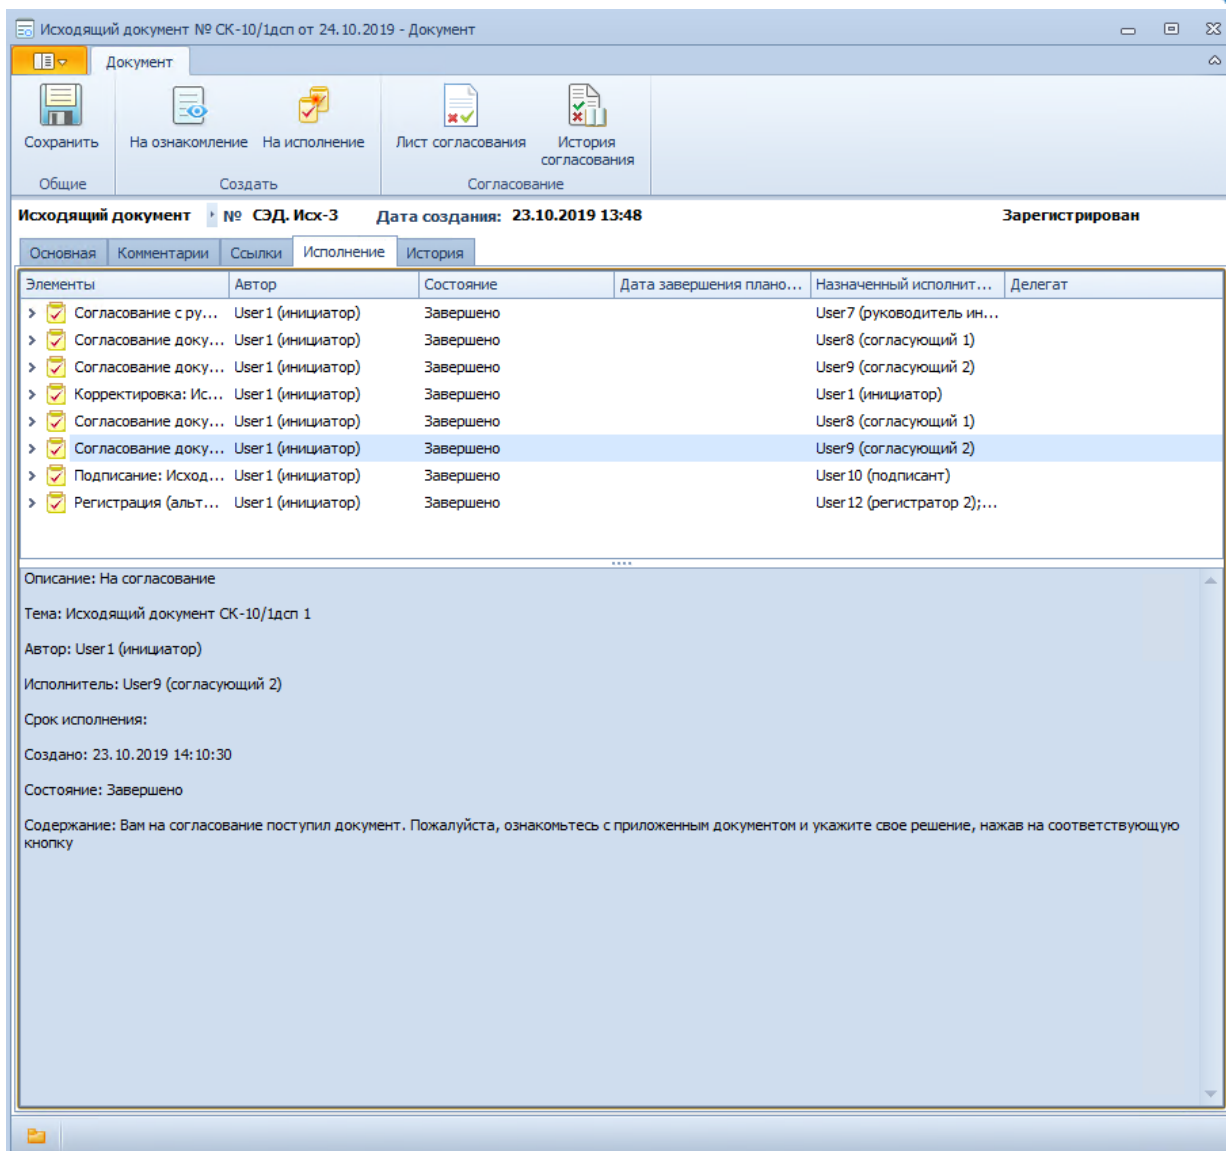 Исходящий документ № СК-10/1дсп от 24.10.2019 - Документ
Документ
Сохранить
На ознакомление
На исполнение
Лист согласования
История
согласования
Общие
Создать
Согласование
Исходящий документ № СЭД.Исх-3 Дата создания: 23.10.2019 13:48 Зарегистрирован
Основная Комментарии Ссылки Исполнение История
Элементы Автор Состояние Дата завершения плано... Назначенный исполнит... Делегат
Согласование с ру... User1 (инициатор) Завершено User7 (руководитель ин...
Согласование доку... User1 (инициатор) Завершено User8 (согласующий 1)
Согласование доку... User1 (инициатор) Завершено User9 (согласующий 2)
Корректировка: Ис... User1 (инициатор) Завершено User1 (инициатор)
Согласование доку... User1 (инициатор) Завершено User8 (согласующий 1)
Согласование доку... User1 (инициатор) Завершено User9 (согласующий 2)
Подписание: Исход... User1 (инициатор) Завершено User10 (подписант)
Регистрация (альт... User1 (инициатор) Завершено User12 (регистратор 2);...
Описание: На согласование
Тема: Исходящий документ СК-10/1дсп 1
Автор: User1 (инициатор)
Исполнитель: User9 (согласующий 2)
Срок исполнения:
Создано: 23.10.2019 14:10:30
Состояние: Завершено
Содержание: Вам на согласование поступил документ. Пожалуйста, ознакомьтесь с приложенным документом и укажите свое решение, нажав на соответствующую
кнопку